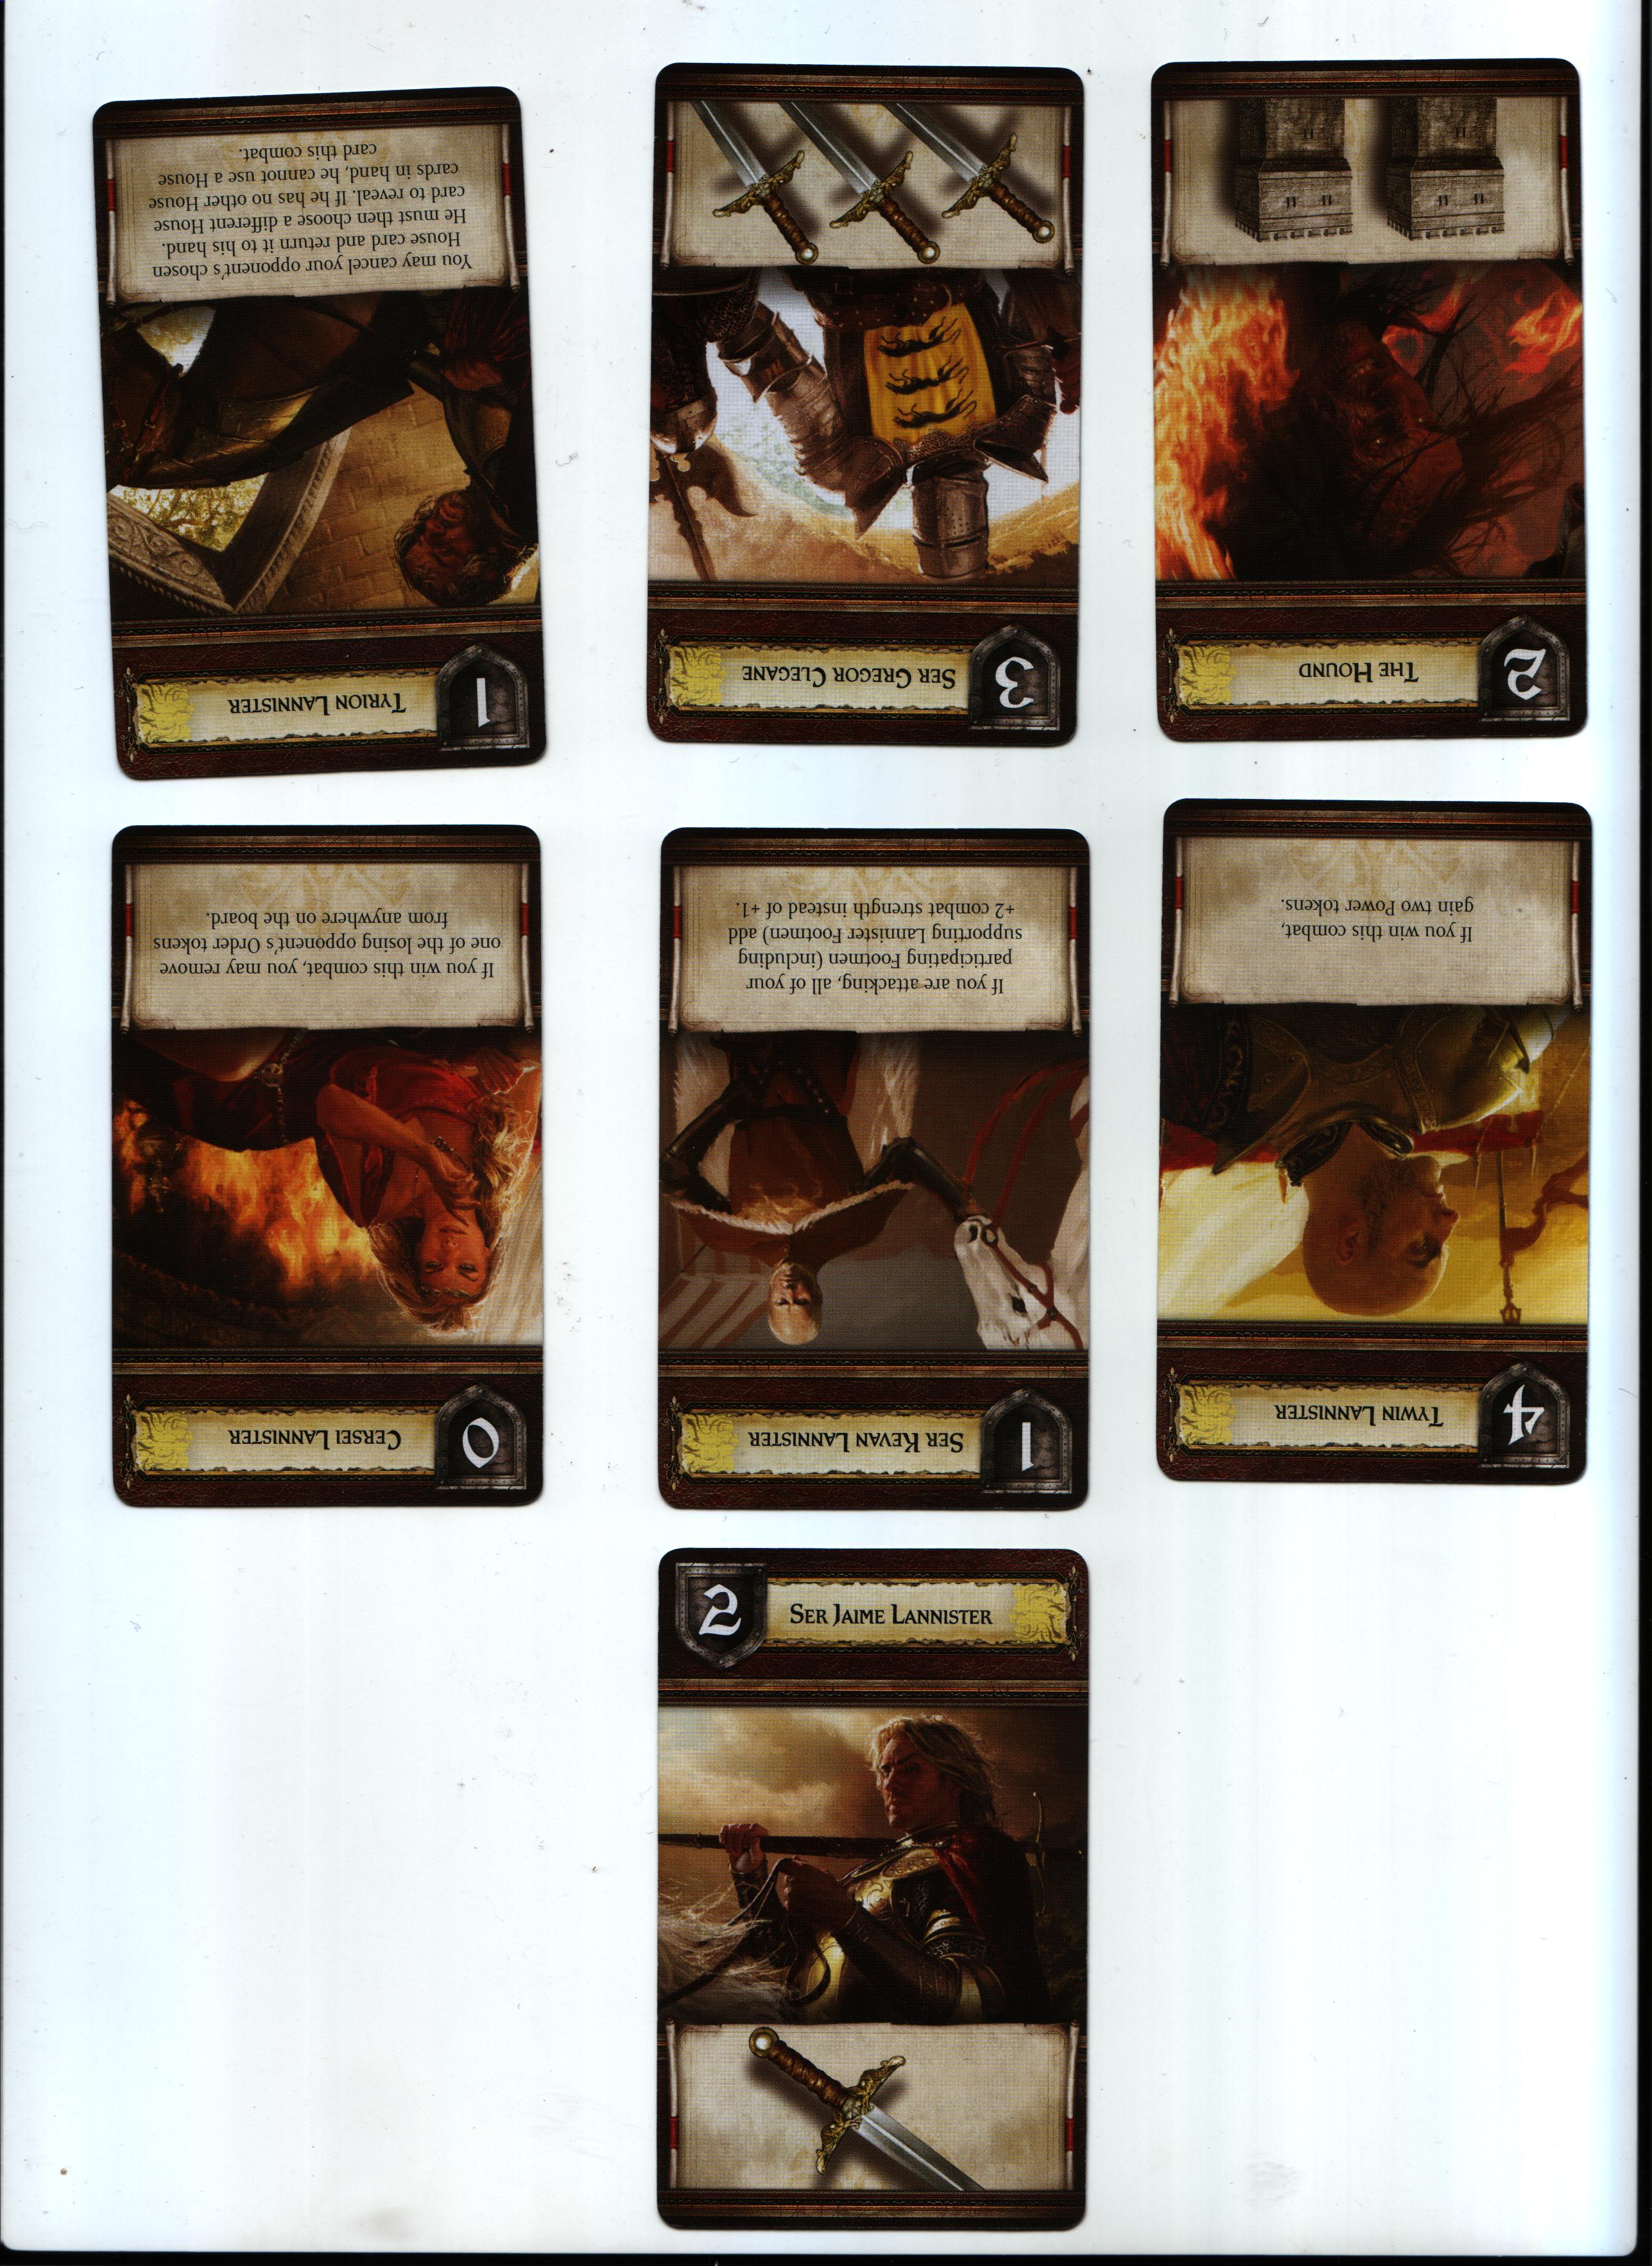 1
TYRION LANNISTER
You may cancel your opponent's chosen
House card and return it to his hand.
He must then choose a different House
card to reveal. If he has no other House
cards in hand, he cannot use a House
card this combat.
3
SER GREGOR CLEGANE
2
THE HOUND
0
CERSEI LANNISTER
If you win this combat, you may remove
one of the losing opponent's Order tokens
from anywhere on the board.
1
SER KEVAN LANNISTER
If you are attacking, all of your
participating Footmen (including
supporting Lannister Footmen) add
+2 combat strength instead of +1.
4
TYWIN LANNISTER
If you win this combat,
gain two Power tokens.
2
SER JAIME LANNISTER